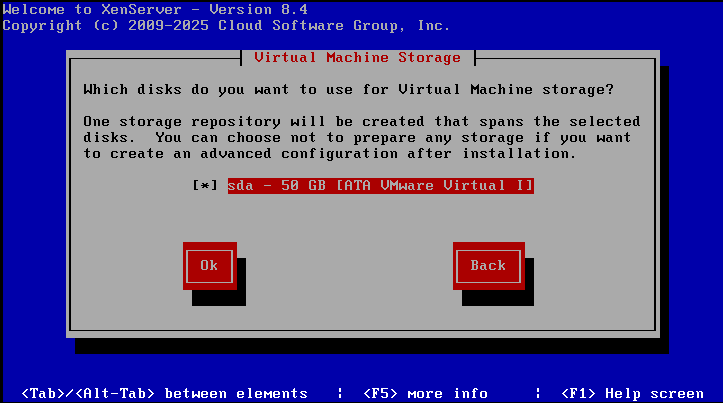 Welcome to XenServer - Version 8.4
Copyright (c) 2009-2025 Cloud Software Group, Inc.
Virtual Machine Storage
Which disks do you want to use for Virtual Machine storage?
One storage repository will be created that spans the selected
disks.  You can choose not to prepare any storage if you want
to create an advanced configuration after installation.
[*] sda - 50 GB [ATA VMware Virtual I]
Ok Back
<Tab>/<Alt-Tab> between elements   ¦  <F5> more info     ¦  <F1> Help screen